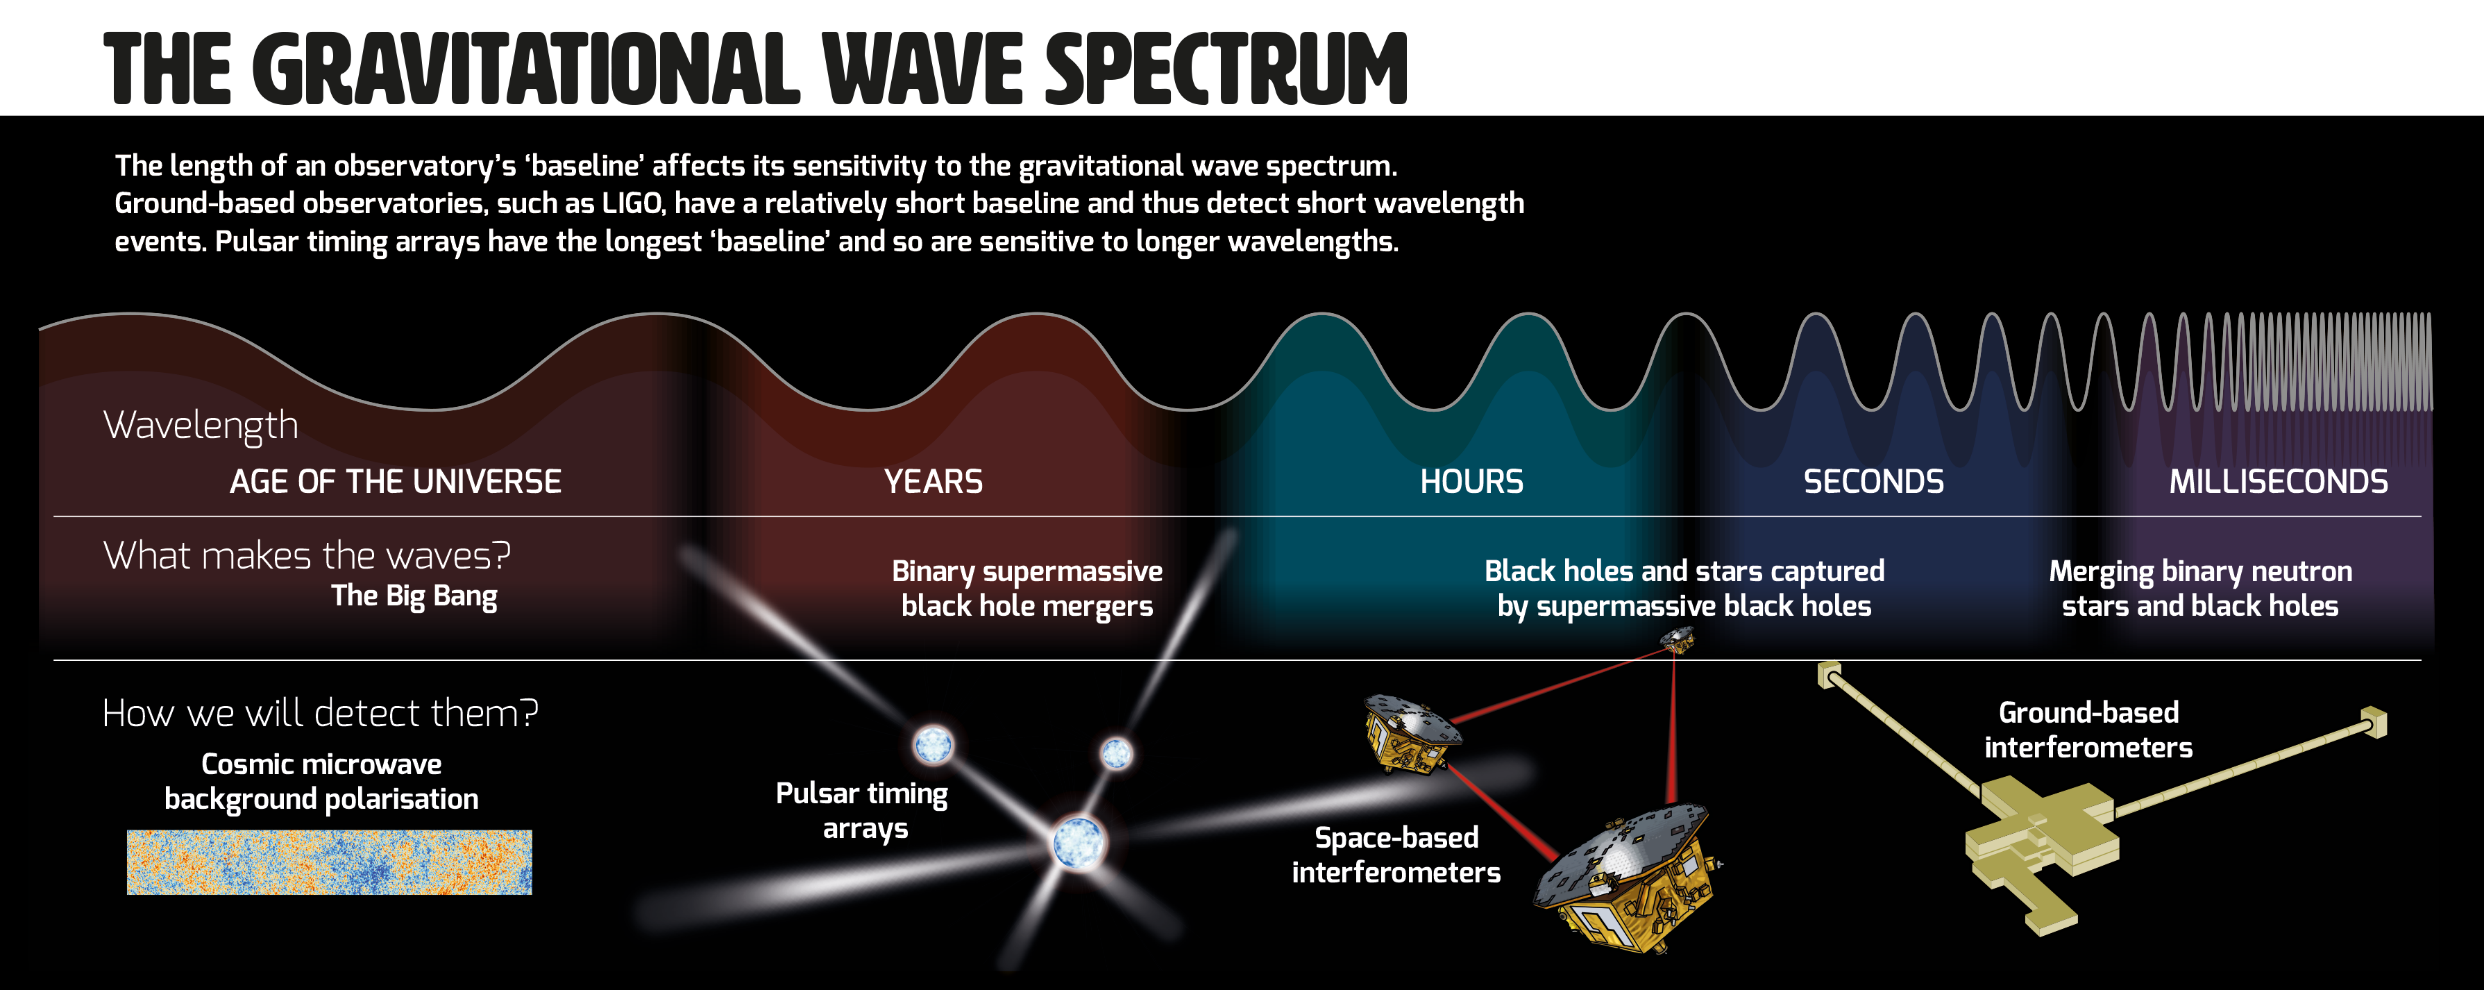 THE GRAVITATIONAL WAVE SPECTRUM
The length of an observatory’s ‘baseline’ affects its sensitivity to the gravitational wave spectrum.
Ground-based observatories, such as LIGO, have a relatively short baseline and thus detect short wavelength
events. Pulsar timing arrays have the longest ‘baseline’ and so are sensitive to longer wavelengths.
Wavelength
AGE OF THE UNIVERSE
YEARS
HOURS
SECONDS
MILLISECONDS
What makes the waves?
The Big Bang
Binary supermassive
black hole mergers
Black holes and stars captured
by supermassive black holes
Merging binary neutron
stars and black holes
How we will detect them?
Cosmic microwave
background polarisation
Pulsar timing
arrays
Space-based
interferometers
Ground-based
interferometers